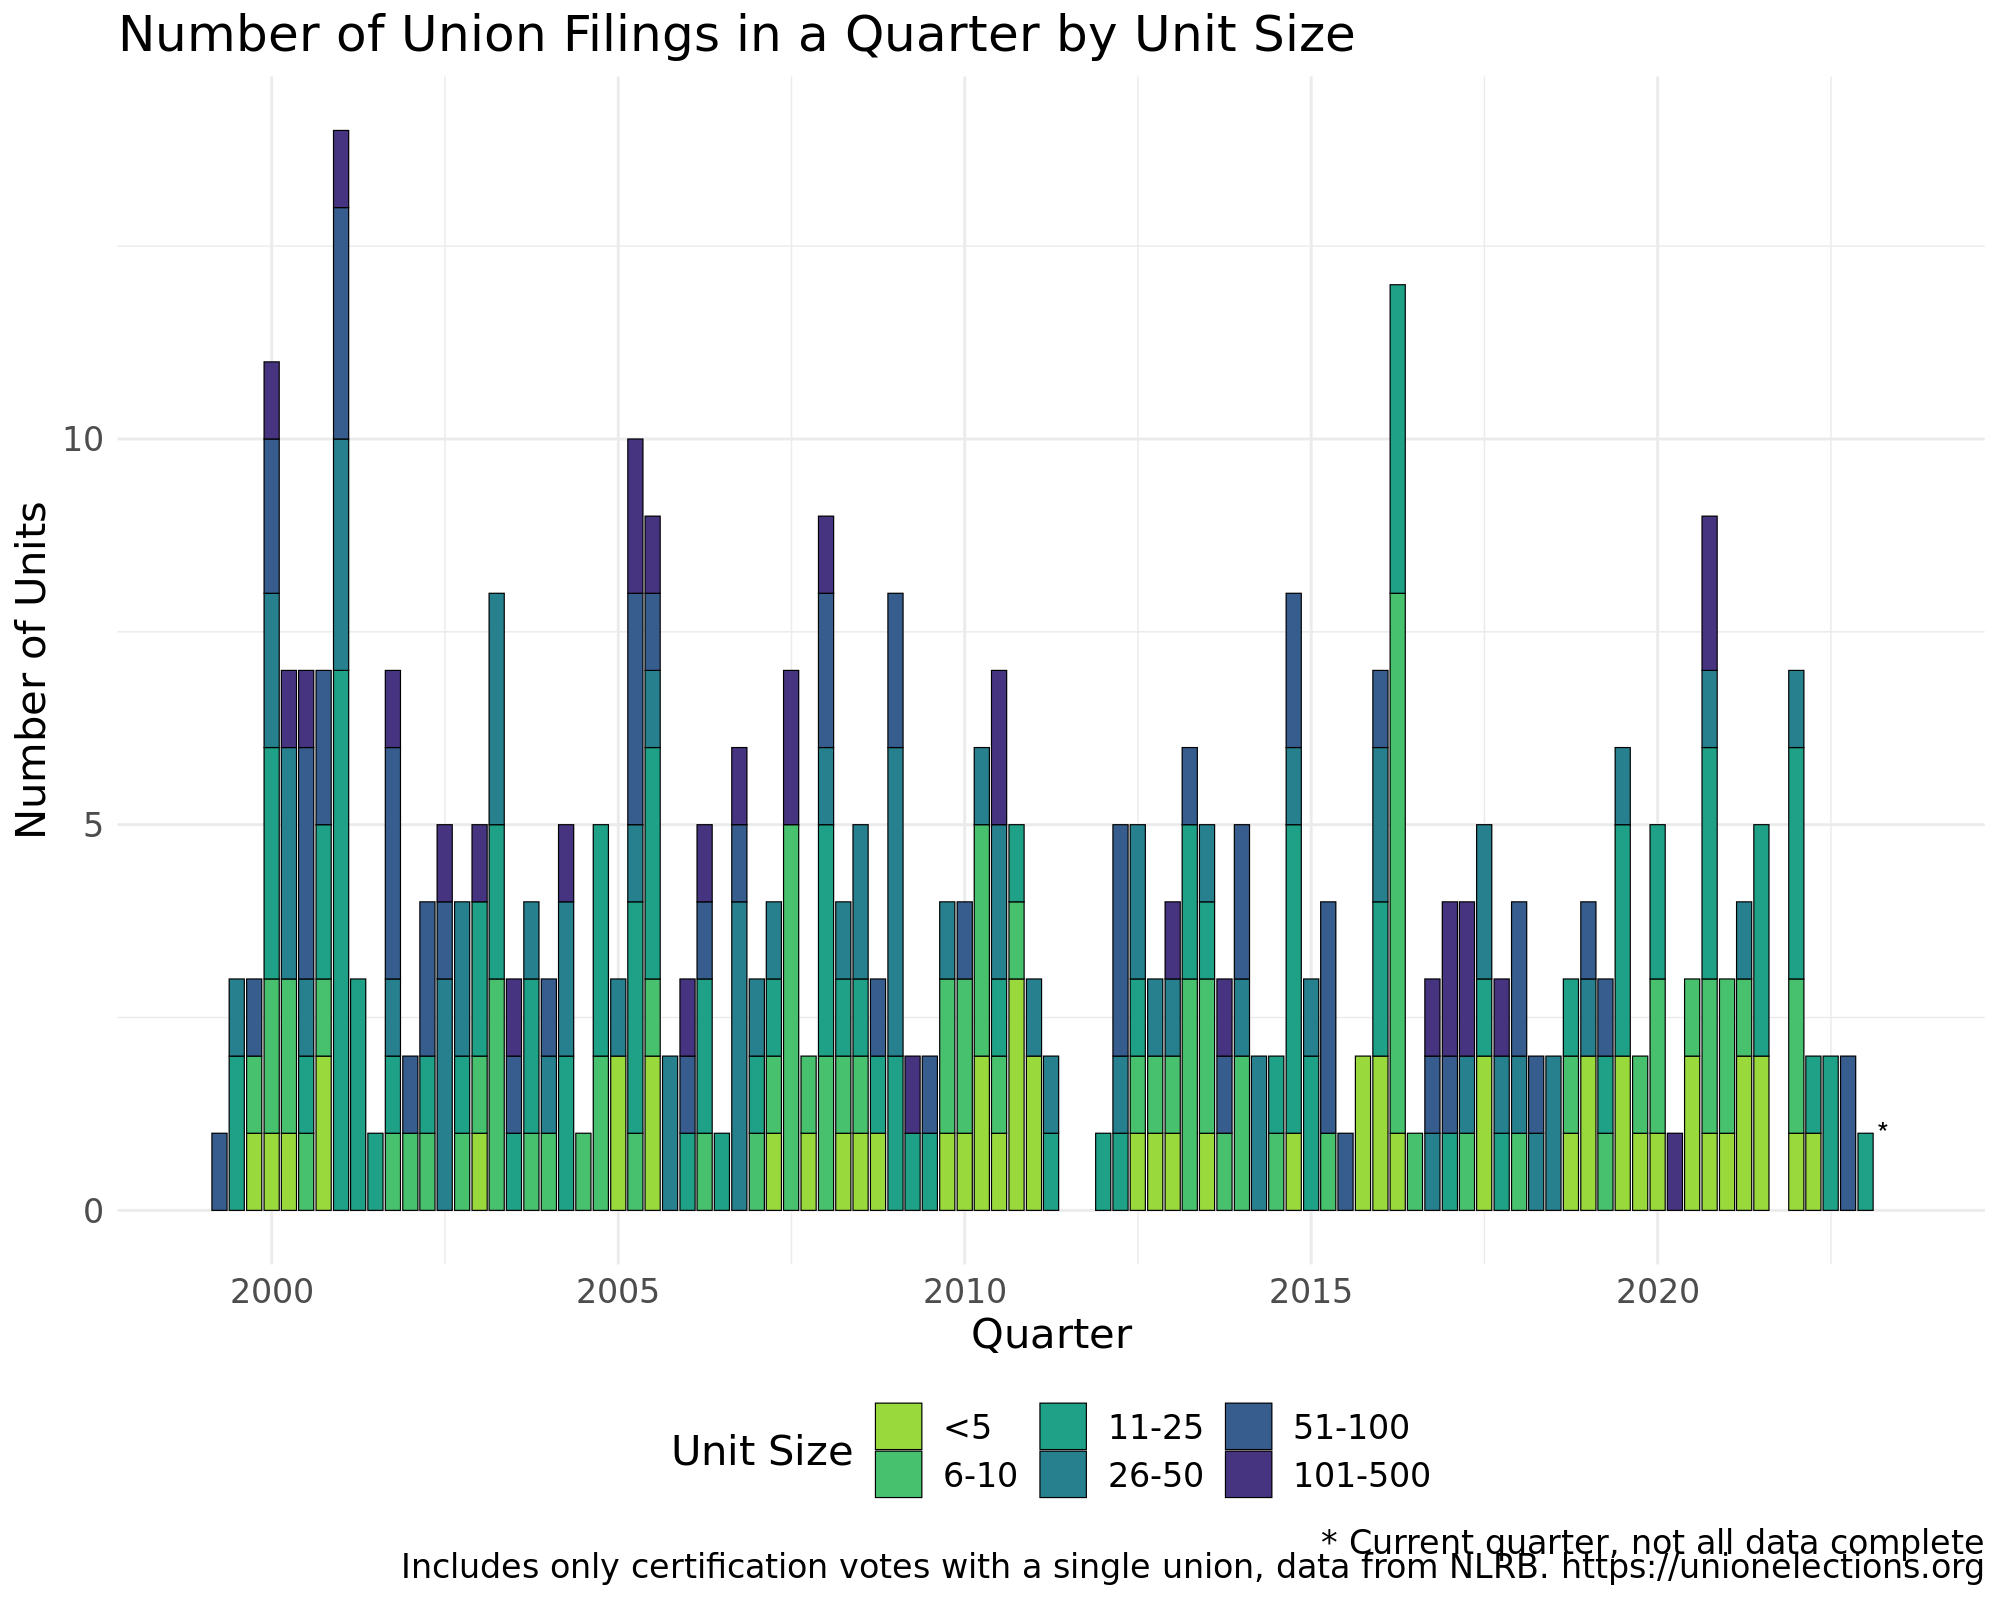 Number of Union Filings in a Quarter by Unit Size
Number of Units
10
5
0
*
2000 2005 2010 2015 2020
Quarter
Unit Size
<5 11-25 51-100
6-10 26-50 101-500
* Current quarter, not all data complete
Includes only certification votes with a single union, data from NLRB. https://unionelections.org